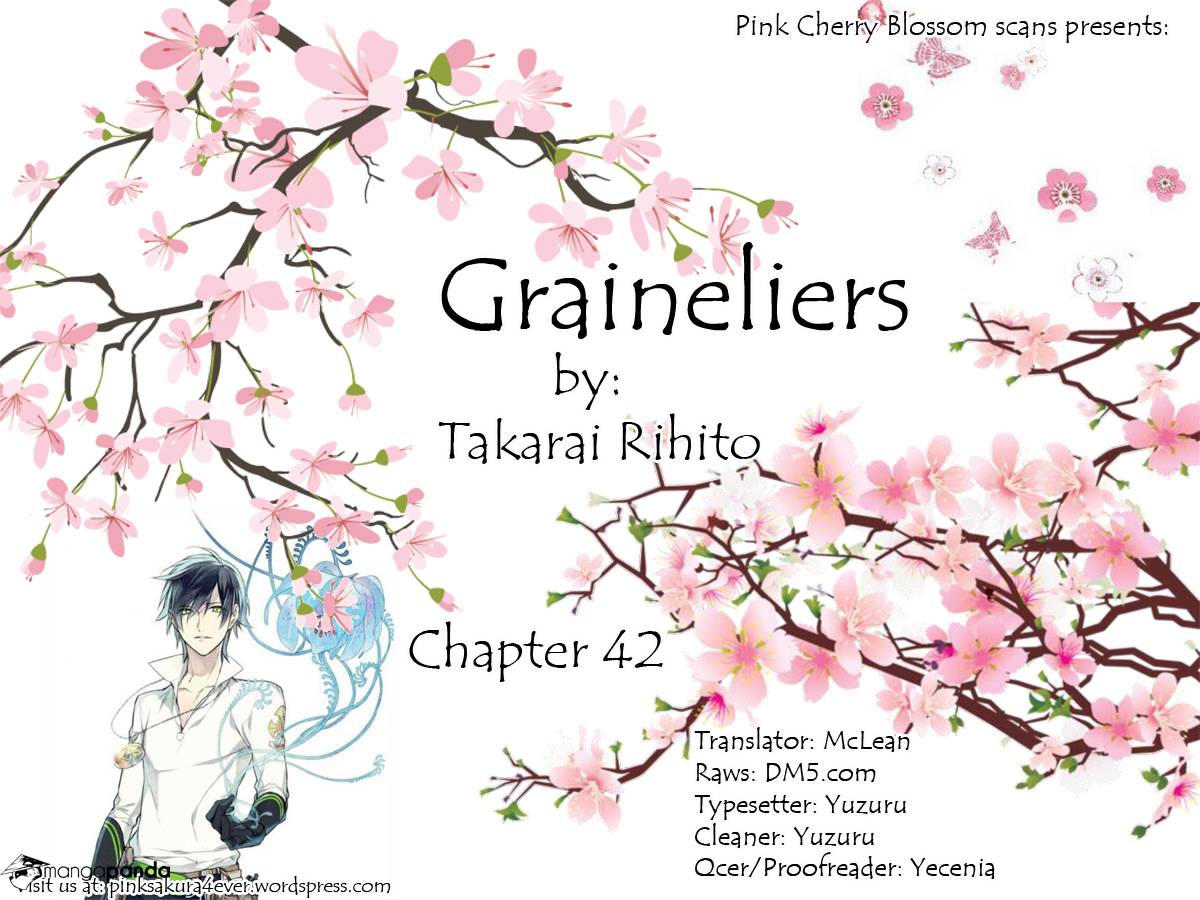 Pink Cherry Blossom scans presents:
Graineliers
by:
Takarai Rihito
Chapter 42
Translator: McLean
Raws: DM5.com
Typesetter: Yuzuru
Cleaner: Yuzuru
Qcer/Proofreader: Yecenia
mangapanda
isit us at: pinksakura4ever.wordpress.com